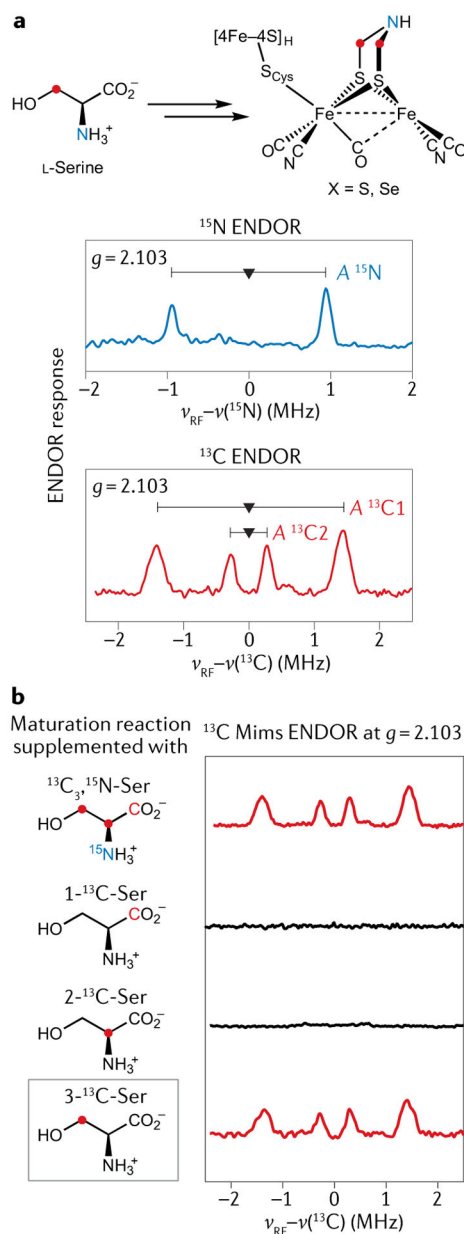 a
[4Fe–4S]H
SCys
NH
HO
CO2−
NH3+
L-Serine
S
S
Fe
Fe
OC
NC
C
O
CO
CN
X = S, Se
15N ENDOR
g = 2.103
A 15N
−2
−1
0
1
2
νRF–ν(15N) (MHz)
ENDOR response
13C ENDOR
g = 2.103
A 13C1
A 13C2
−2
−1
0
1
2
νRF–ν(13C) (MHz)
b
Maturation reaction
supplemented with
13C Mims ENDOR at g = 2.103
13C3,15N-Ser
HO
CO2−
15NH3+
1-13C-Ser
HO
CO2−
NH3+
2-13C-Ser
HO
CO2−
NH3+
3-13C-Ser
HO
CO2−
NH3+
−2
−1
0
1
2
νRF–ν(13C) (MHz)